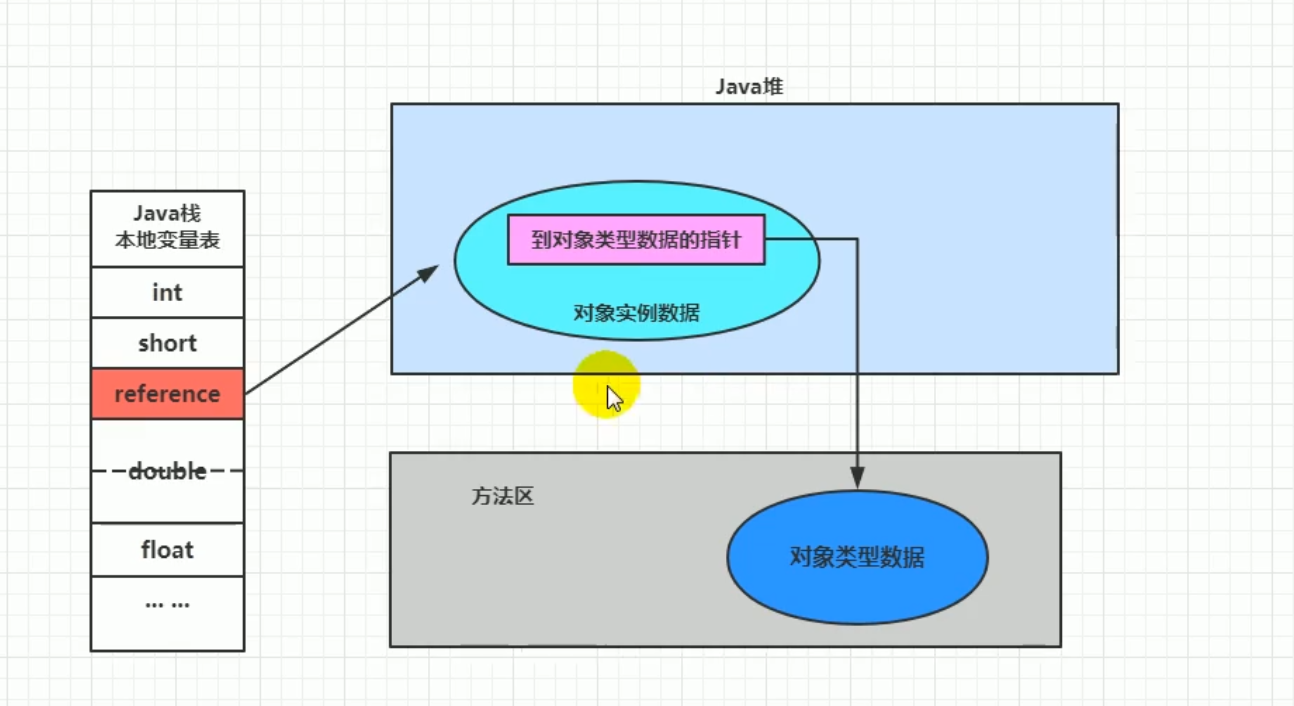 Java堆
Java栈
本地变量表
int
short
reference
double
float
... ...
到对象类型数据的指针
对象实例数据
方法区
对象类型数据